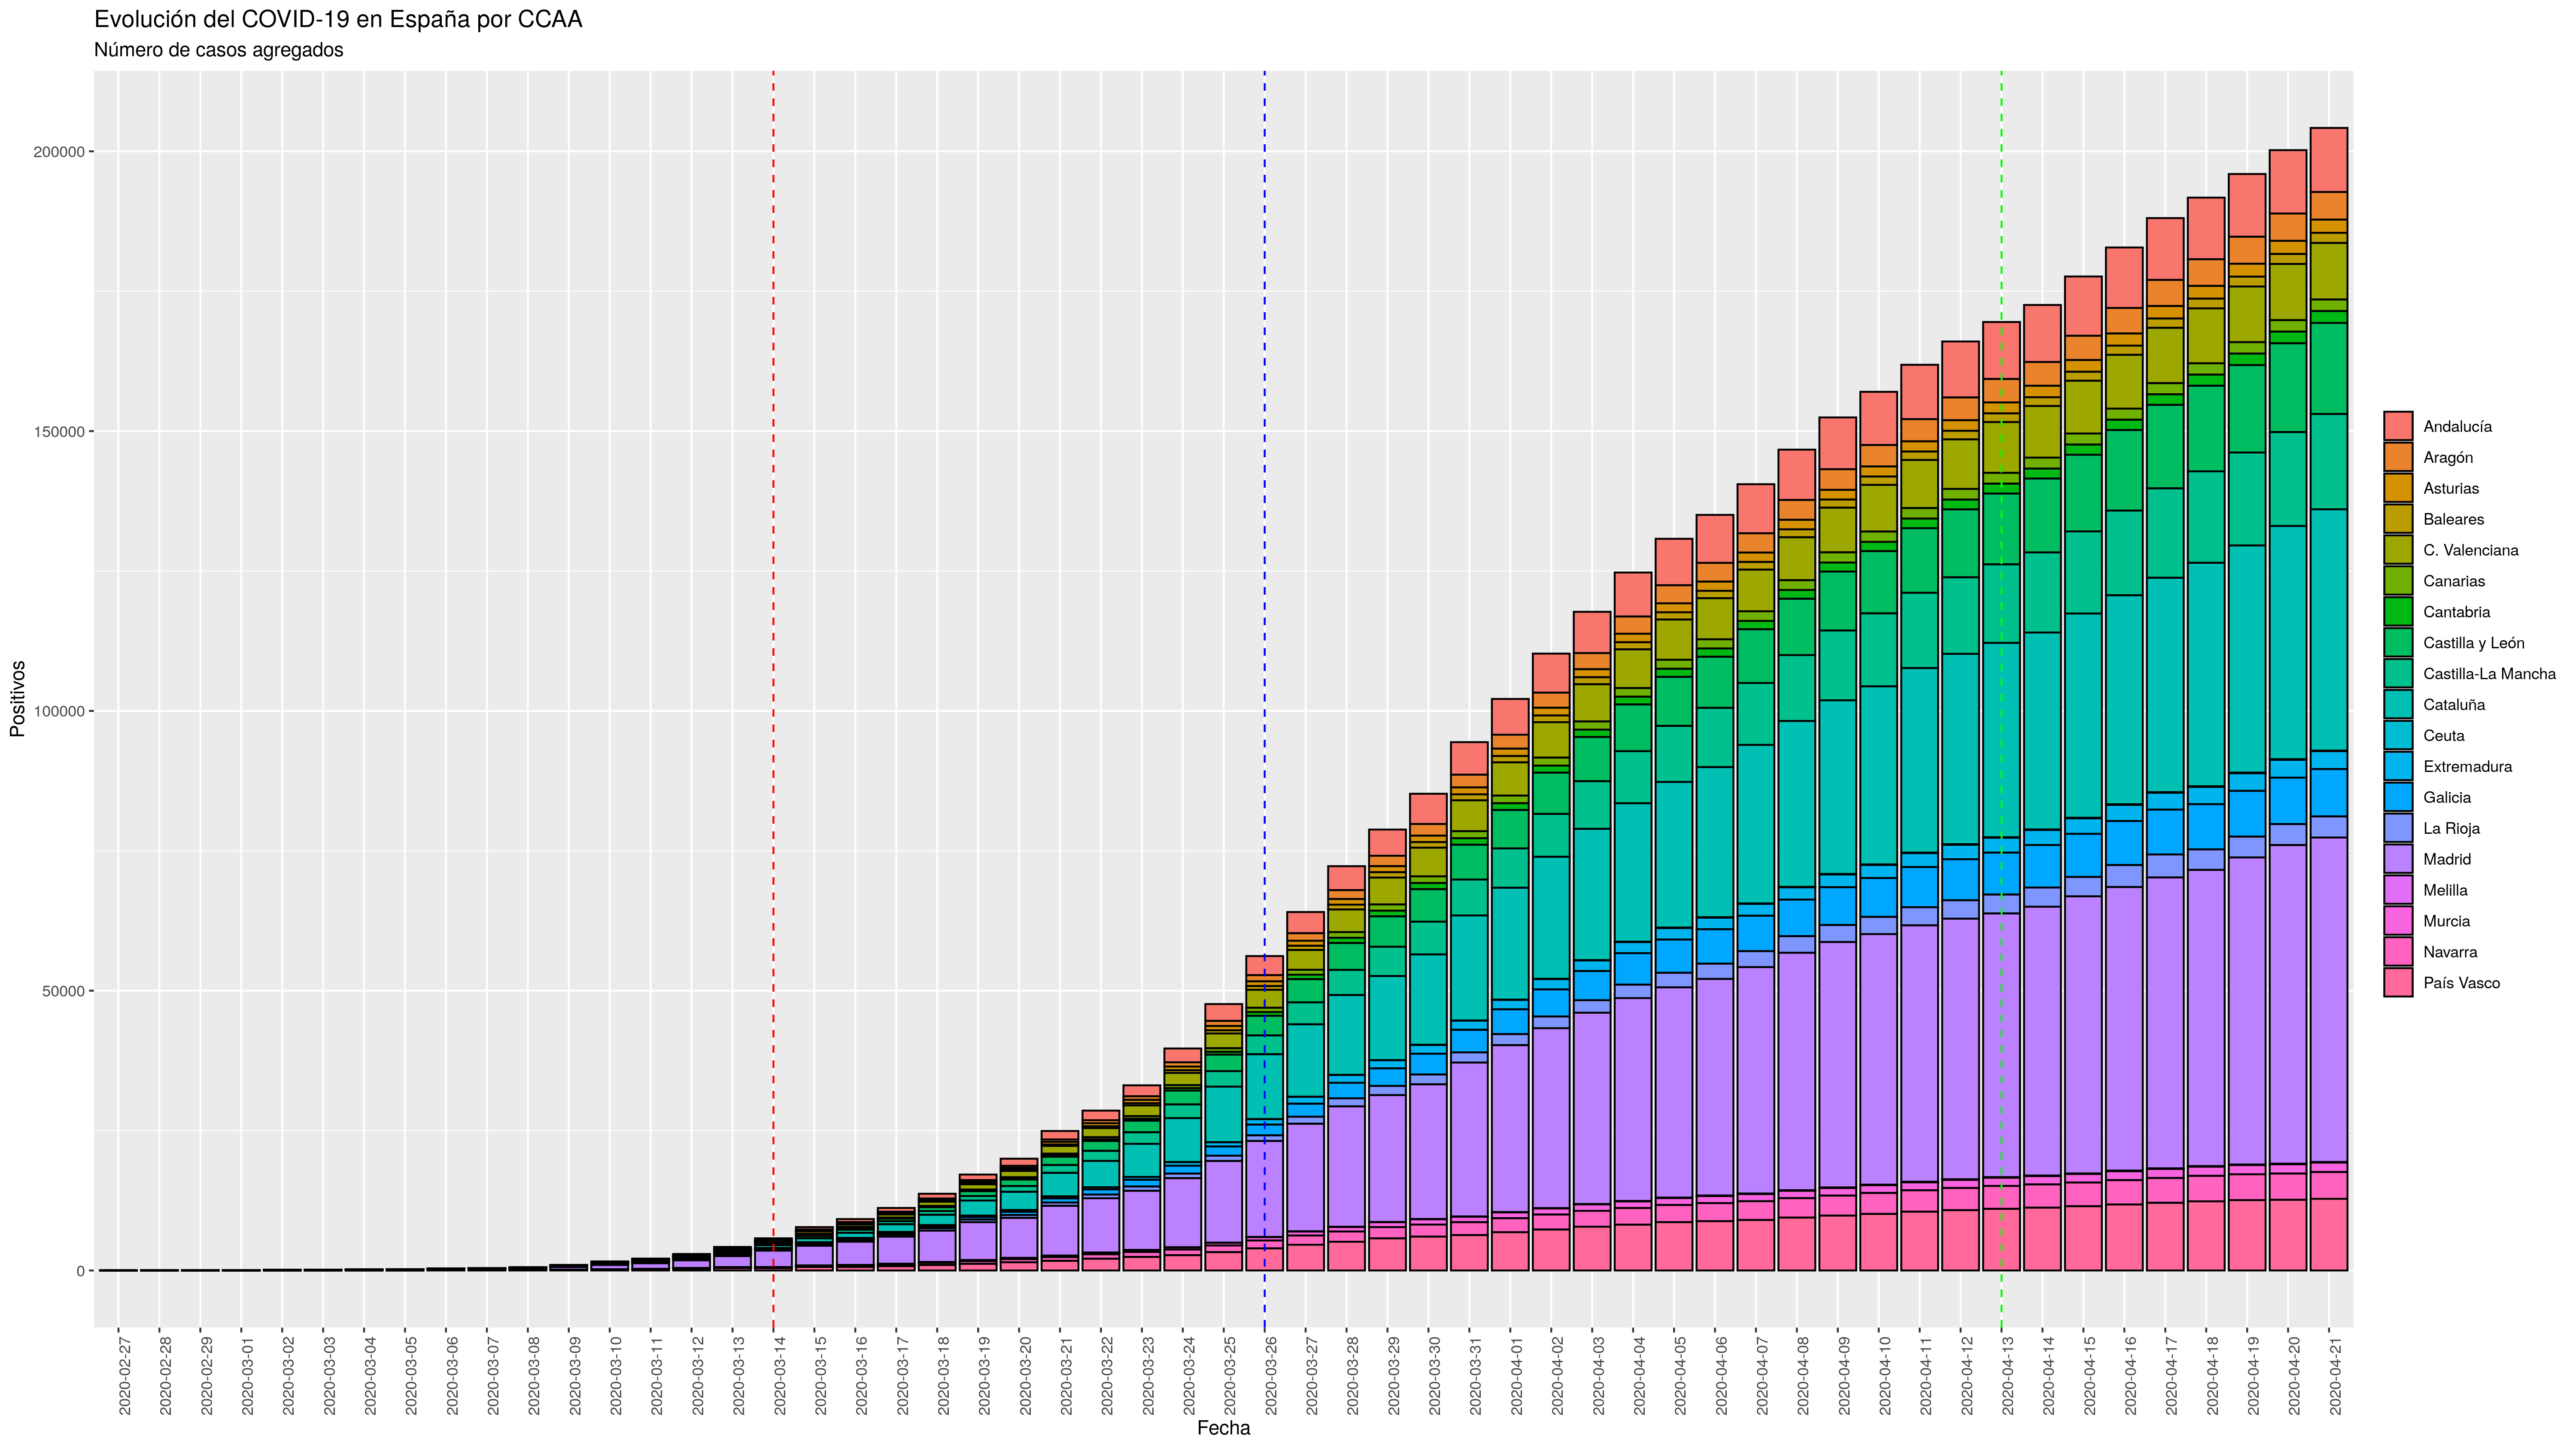 Evolución del COVID-19 en España por CCAA
Número de casos agregados
Positivos
200000
150000
100000
50000
0
2020-02-27
2020-02-28
2020-02-29
2020-03-01
2020-03-02
2020-03-03
2020-03-04
2020-03-05
2020-03-06
2020-03-07
2020-03-08
2020-03-09
2020-03-10
2020-03-11
2020-03-12
2020-03-13
2020-03-14
2020-03-15
2020-03-16
2020-03-17
2020-03-18
2020-03-19
2020-03-20
2020-03-21
2020-03-22
2020-03-23
2020-03-24
2020-03-25
2020-03-26
2020-03-27
2020-03-28
2020-03-29
2020-03-30
2020-03-31
2020-04-01
2020-04-02
2020-04-03
2020-04-04
2020-04-05
2020-04-06
2020-04-07
2020-04-08
2020-04-09
2020-04-10
2020-04-11
2020-04-12
2020-04-13
2020-04-14
2020-04-15
2020-04-16
2020-04-17
2020-04-18
2020-04-19
2020-04-20
2020-04-21
Fecha
Andalucía
Aragón
Asturias
Baleares
C. Valenciana
Canarias
Cantabria
Castilla y León
Castilla-La Mancha
Cataluña
Ceuta
Extremadura
Galicia
La Rioja
Madrid
Melilla
Murcia
Navarra
País Vasco